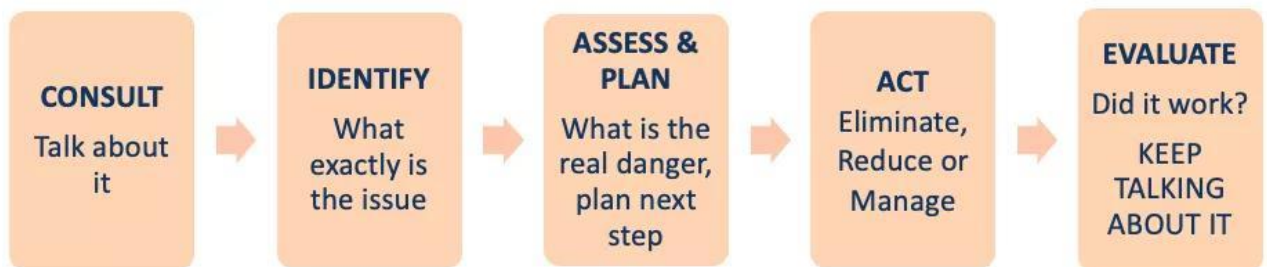 CONSULT
Talk about
it
IDENTIFY
What
exactly is
the issue
ASSESS &
PLAN
What is the
real danger,
plan next
step
ACT
Eliminate,
Reduce or
Manage
EVALUATE
Did it work?
KEEP
TALKING
ABOUT IT